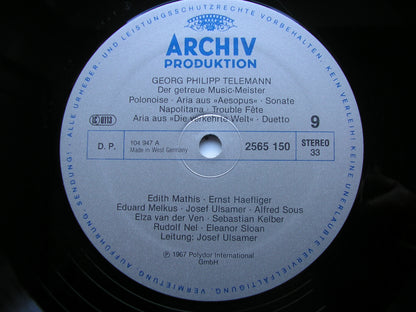 ARCHIV
PRODUKTION
GEORG PHILIPP TELEMANN
Der getreue Music-Meister
Polonoise · Aria aus »Aesopus« · Sonate
Napolitana · Trouble Fête
Aria aus »Die verkehrte Welt« · Duetto
9
D. P.
104 947 A
Made in West Germany
2565 150
STEREO
33
Edith Mathis · Ernst Haefliger
Eduard Melkus · Josef Ulsamer · Alfred Sous
Elza van der Ven · Sebastian Kelber
Rudolf Nel · Eleanor Sloan
Leitung: Josef Ulsamer
℗ 1967 Polydor International
GmbH
ALLE URHEBER- UND LEISTUNGSSCHUTZRECHTE VORBEHALTEN. KEIN VERLEIH! KEINE UNERLAUBTE VERVIELFÄLTIGUNG, VERMIETUNG, AUFFÜHRUNG, SENDUNG!